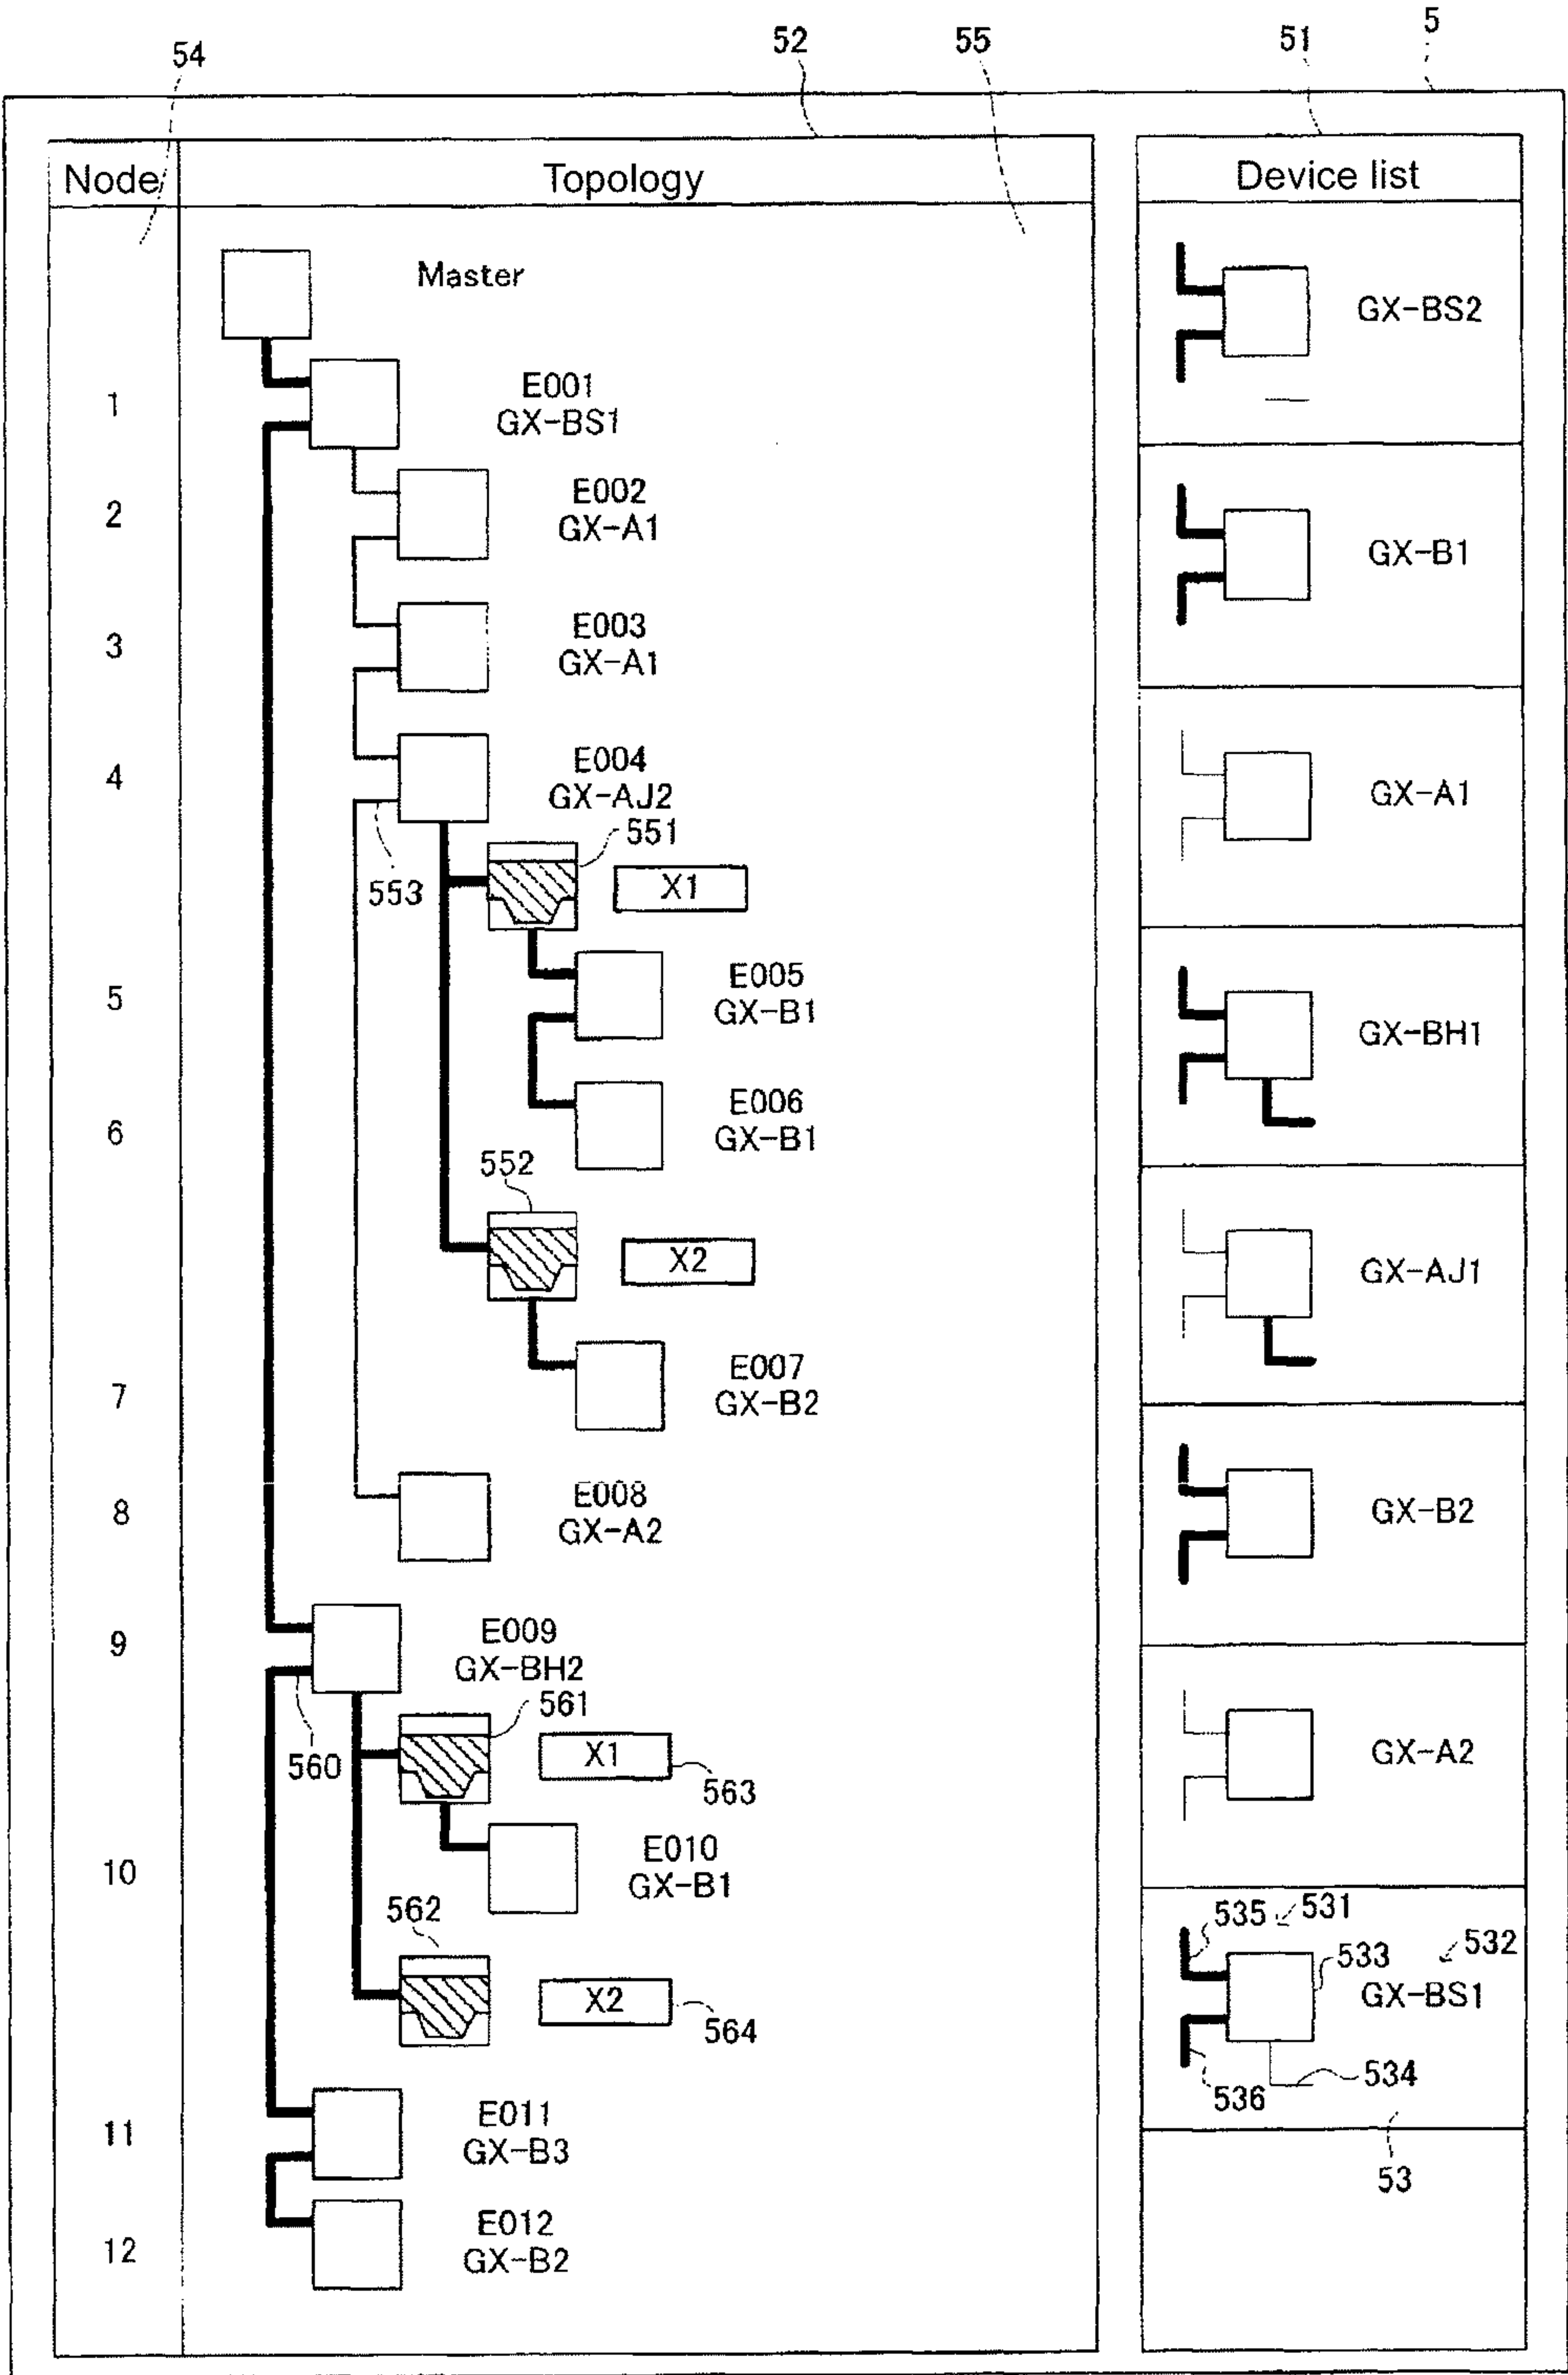 5
54
52
55
51
Node
Topology
Master
1
E001
GX-BS1
2
E002
GX-A1
3
E003
GX-A1
4
E004
GX-AJ2
551
553
X1
5
E005
GX-B1
6
E006
GX-B1
552
X2
7
E007
GX-B2
8
E008
GX-A2
9
E009
GX-BH2
561
560
X1
563
10
E010
GX-B1
562
X2
564
11
E011
GX-B3
12
E012
GX-B2
Device list
GX-BS2
GX-B1
GX-A1
GX-BH1
GX-AJ1
GX-B2
GX-A2
535
531
532
533
GX-BS1
534
536
53